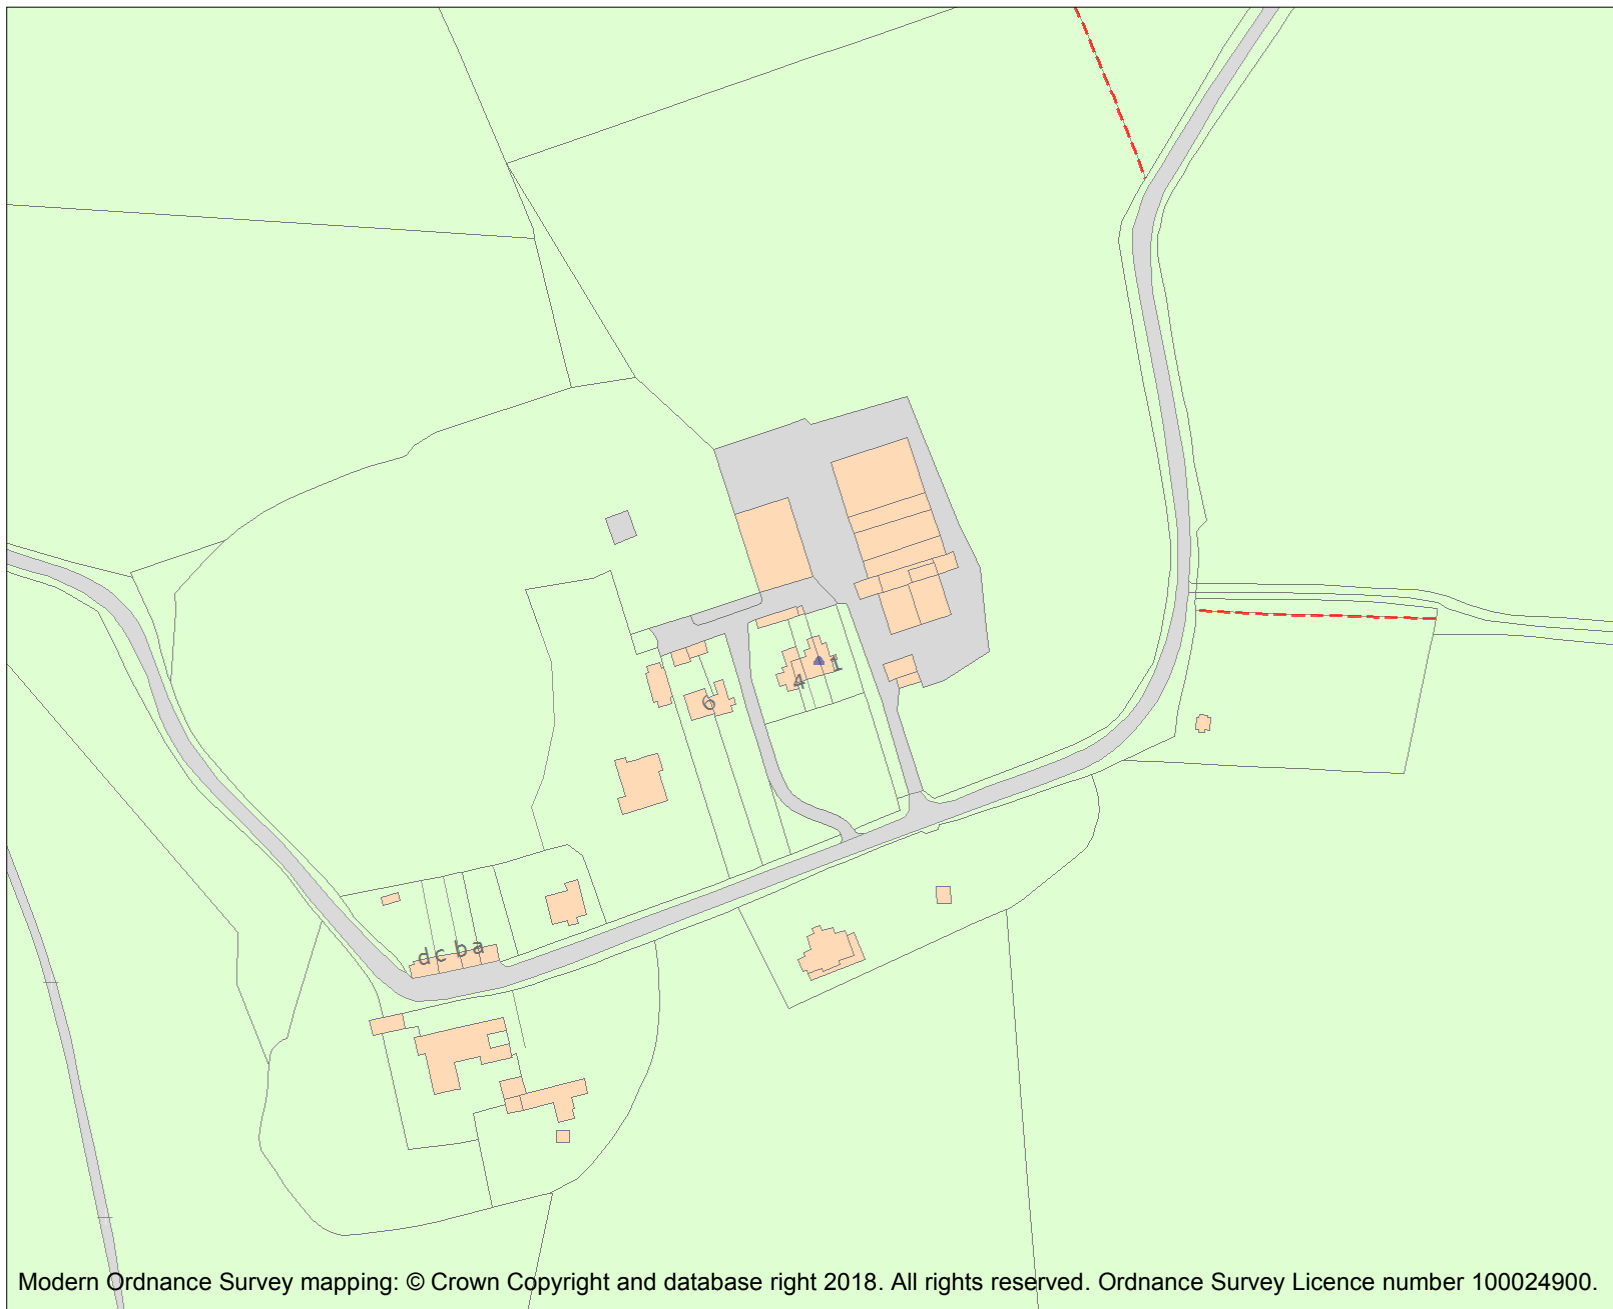 1
4
6
d c b a
Modern Ordnance Survey mapping: © Crown Copyright and database right 2018. All rights reserved. Ordnance Survey Licence number 100024900.